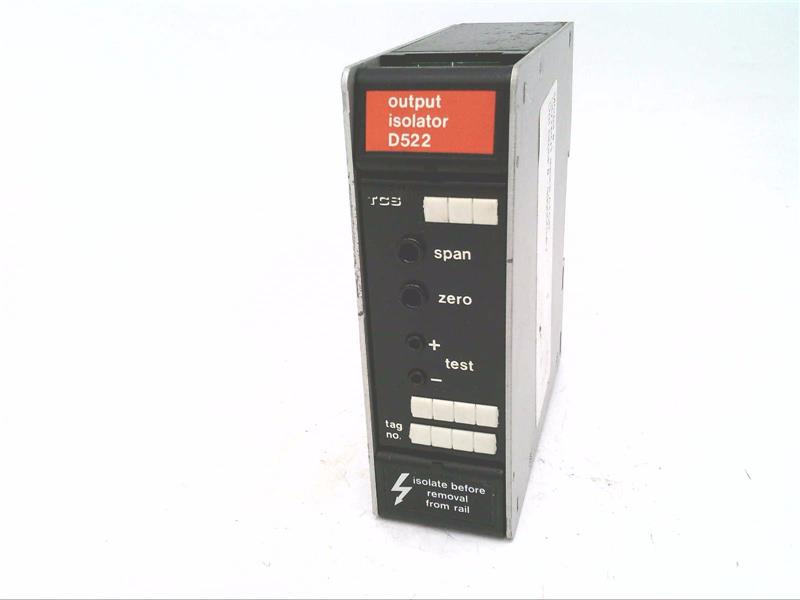 output
isolator
D522
TCS
span
zero
+
test
−
tag
no.
isolate before
removal
from rail